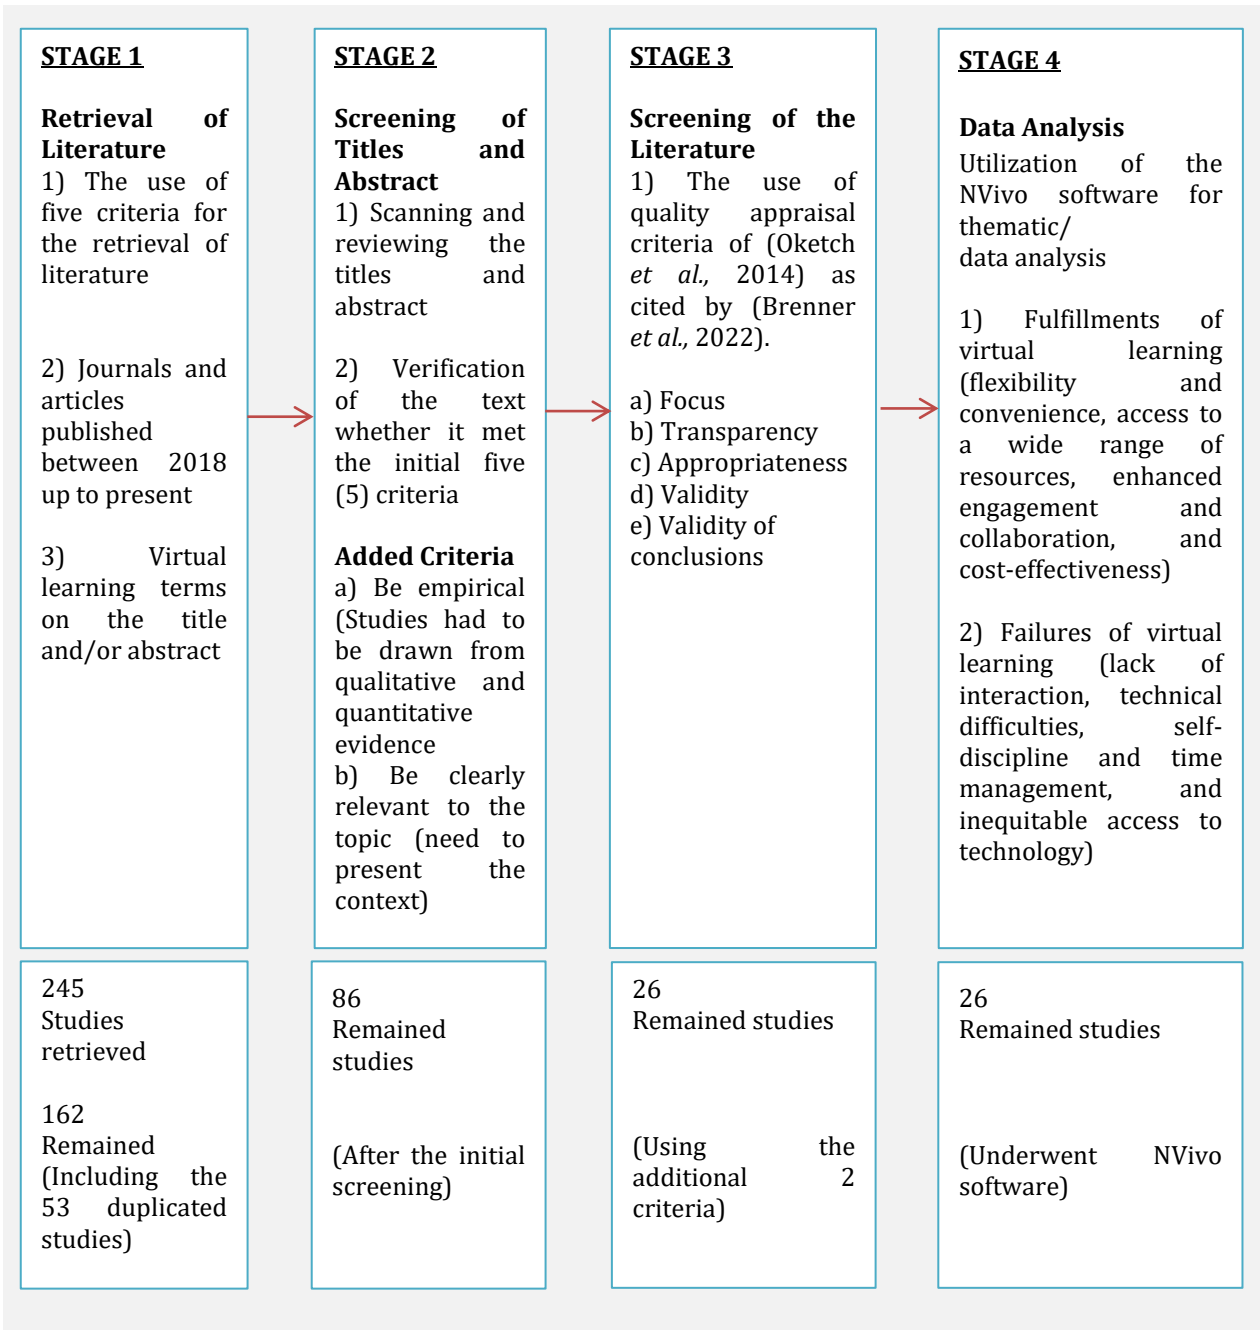 STAGE 1
Retrieval of
Literature
1) The use of
five criteria for
the retrieval of
literature
2) Journals and
articles
published
between 2018
up to present
3) Virtual
learning terms
on the title
and/or abstract
STAGE 2
Screening of
Titles and
Abstract
1) Scanning and
reviewing the
titles and
abstract
2) Verification
of the text
whether it met
the initial five
(5) criteria
Added Criteria
a) Be empirical
(Studies had to
be drawn from
qualitative and
quantitative
evidence
b) Be clearly
relevant to the
topic (need to
present the
context)
STAGE 3
Screening of the
Literature
1) The use of
quality appraisal
criteria of (Oketch
et al., 2014) as
cited by (Brenner
et al., 2022).
a) Focus
b) Transparency
c) Appropriateness
d) Validity
e) Validity of
conclusions
STAGE 4
Data Analysis
Utilization of the
NVivo software for
thematic/
data analysis
1) Fulfillments of
virtual learning
(flexibility and
convenience, access to
a wide range of
resources, enhanced
engagement and
collaboration, and
cost-effectiveness)
2) Failures of virtual
learning (lack of
interaction, technical
difficulties, self-
discipline and time
management, and
inequitable access to
technology)
245
Studies
retrieved
162
Remained
(Including the
53 duplicated
studies)
86
Remained
studies
(After the initial
screening)
26
Remained studies
(Using the
additional 2
criteria)
26
Remained studies
(Underwent NVivo
software)